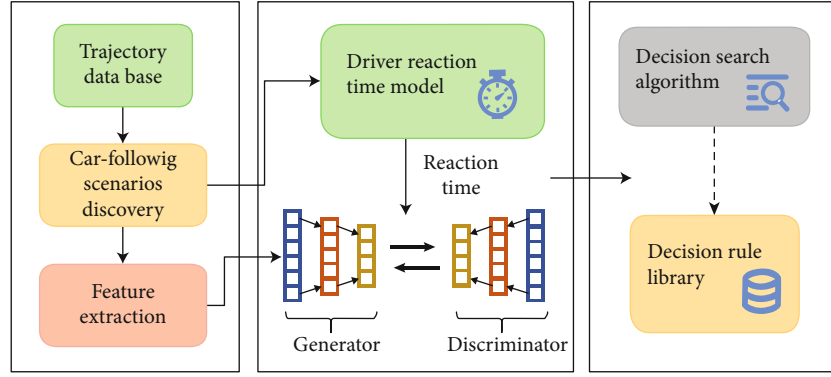 Trajectory
data base
Car-followig
scenarios
discovery
Feature
extraction
Driver reaction
time model
Reaction
time
Generator
Discriminator
Decision search
algorithm
Decision rule
library